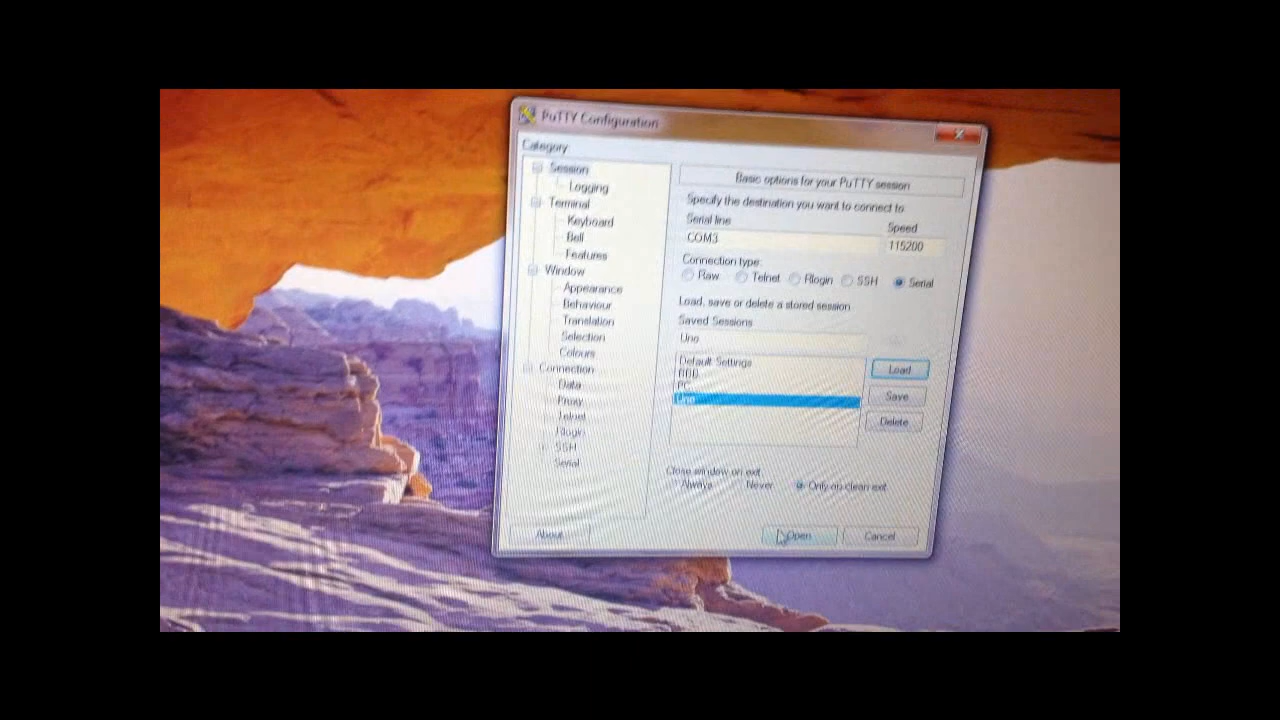 PuTTY Configuration
Category:
Session
Logging
Terminal
Keyboard
Bell
Features
Window
Appearance
Behaviour
Translation
Selection
Colours
Connection
Data
Proxy
Telnet
Rlogin
SSH
Serial
Basic options for your PuTTY session
Specify the destination you want to connect to
Serial line
Speed
COM3
115200
Connection type:
Raw
Telnet
Rlogin
SSH
Serial
Load, save or delete a stored session
Saved Sessions
Uno
Default Settings
PC
Uno
Load
Save
Delete
Close window on exit
Always
Never
Only on clean exit
About
Open
Cancel